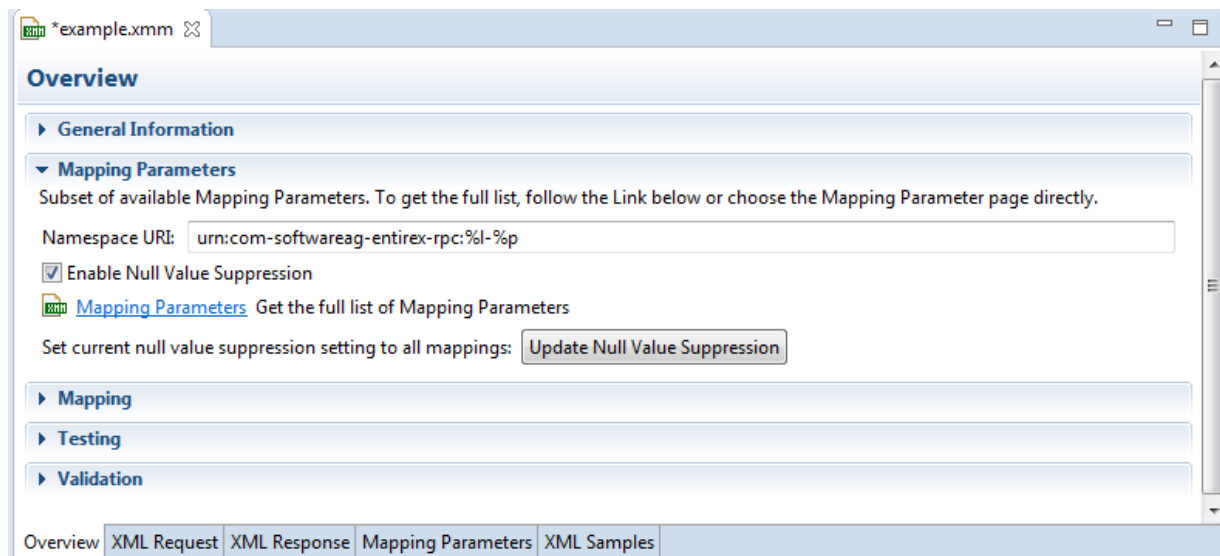 *example.xmm
Overview
General Information
Mapping Parameters
Subset of available Mapping Parameters. To get the full list, follow the Link below or choose the Mapping Parameter page directly.
Namespace URI: urn:com-softwareag-entirex-rpc:%l-%p
Enable Null Value Suppression
Mapping Parameters Get the full list of Mapping Parameters
Set current null value suppression setting to all mappings: Update Null Value Suppression
Mapping
Testing
Validation
Overview XML Request XML Response Mapping Parameters XML Samples